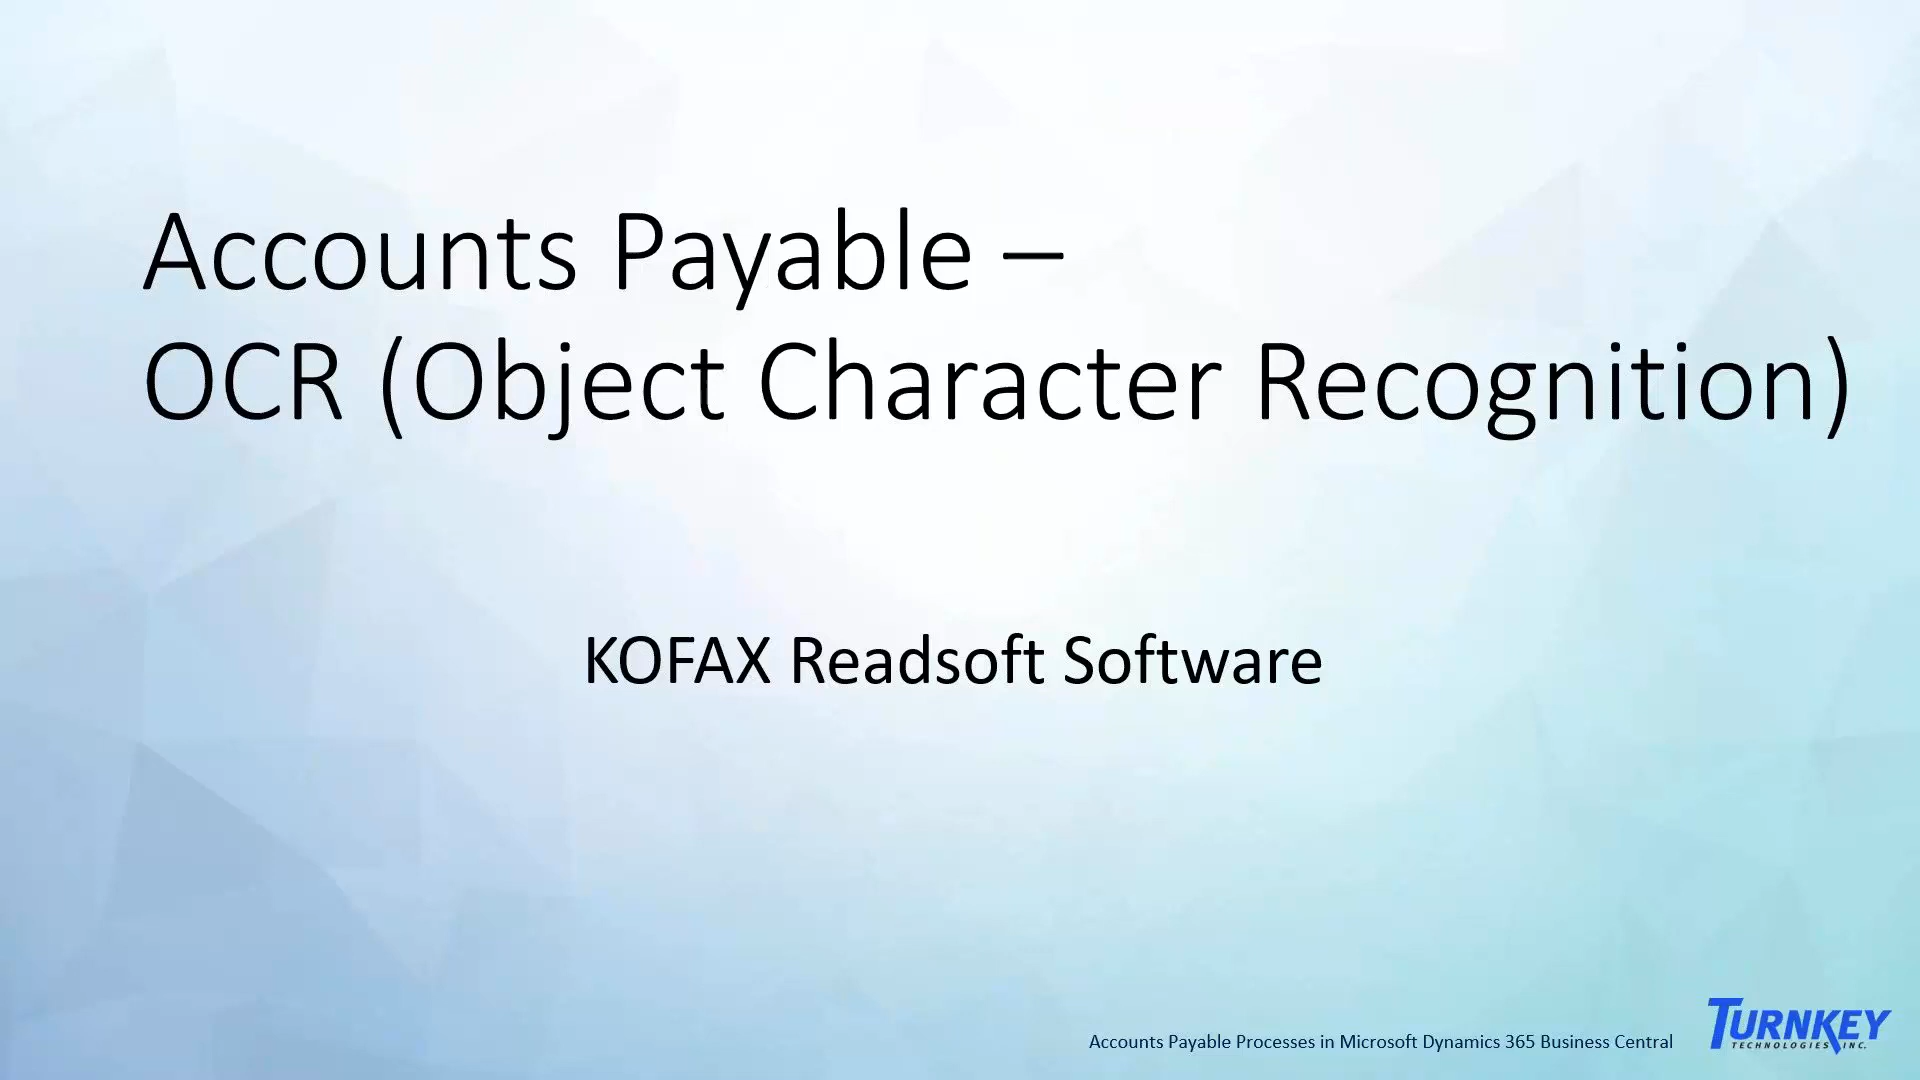 Accounts Payable –
OCR (Object Character Recognition)
KOFAX Readsoft Software
Accounts Payable Processes in Microsoft Dynamics 365 Business Central
TURNKEY
TECHNOLOGIES, INC.